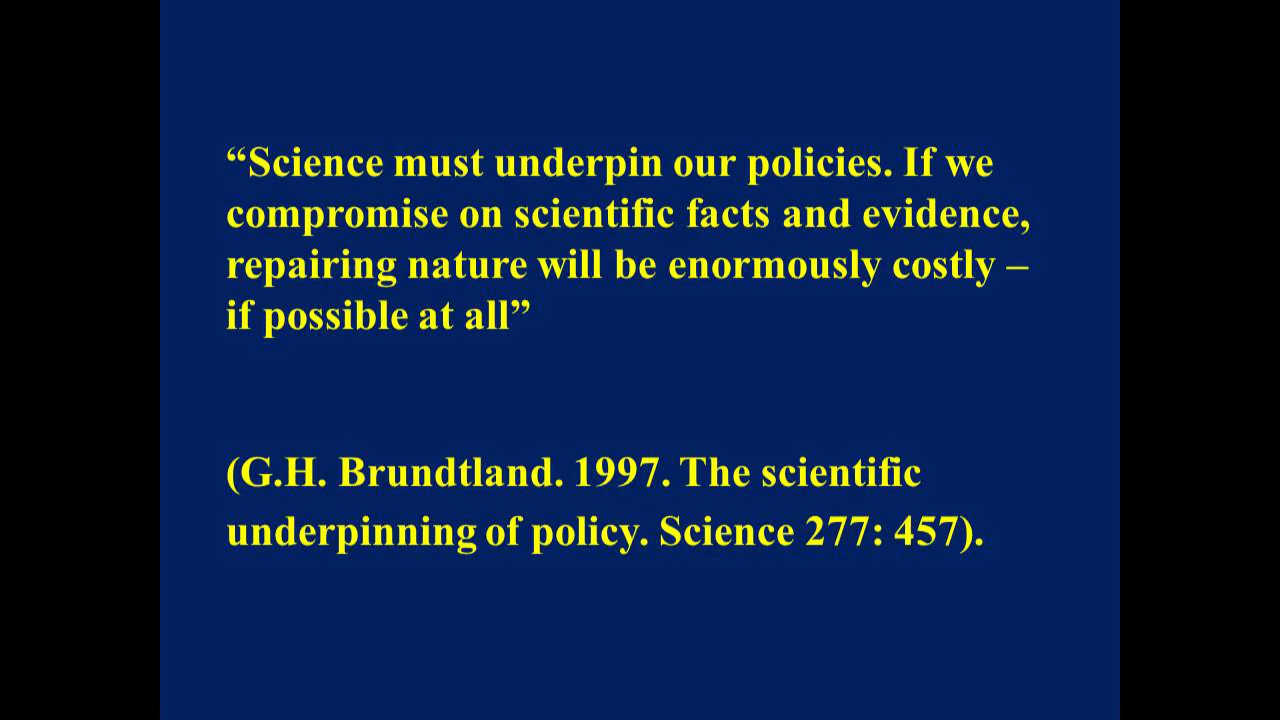 “Science must underpin our policies. If we
compromise on scientific facts and evidence,
repairing nature will be enormously costly –
if possible at all”
(G.H. Brundtland. 1997. The scientific
underpinning of policy. Science 277: 457).